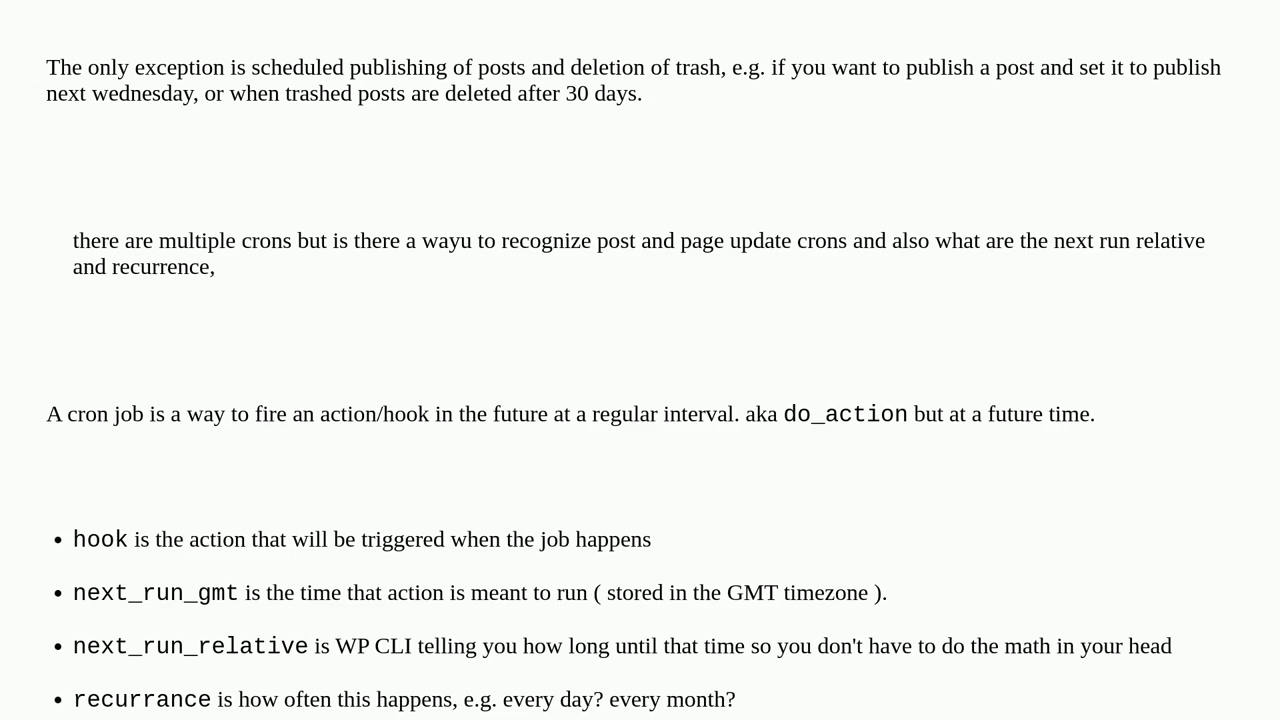 The only exception is scheduled publishing of posts and deletion of trash, e.g. if you want to publish a post and set it to publish
next wednesday, or when trashed posts are deleted after 30 days.
there are multiple crons but is there a wayu to recognize post and page update crons and also what are the next run relative
and recurrence,
A cron job is a way to fire an action/hook in the future at a regular interval. aka do_action but at a future time.
• hook is the action that will be triggered when the job happens
• next_run_gmt is the time that action is meant to run ( stored in the GMT timezone ).
• next_run_relative is WP CLI telling you how long until that time so you don't have to do the math in your head
• recurrance is how often this happens, e.g. every day? every month?